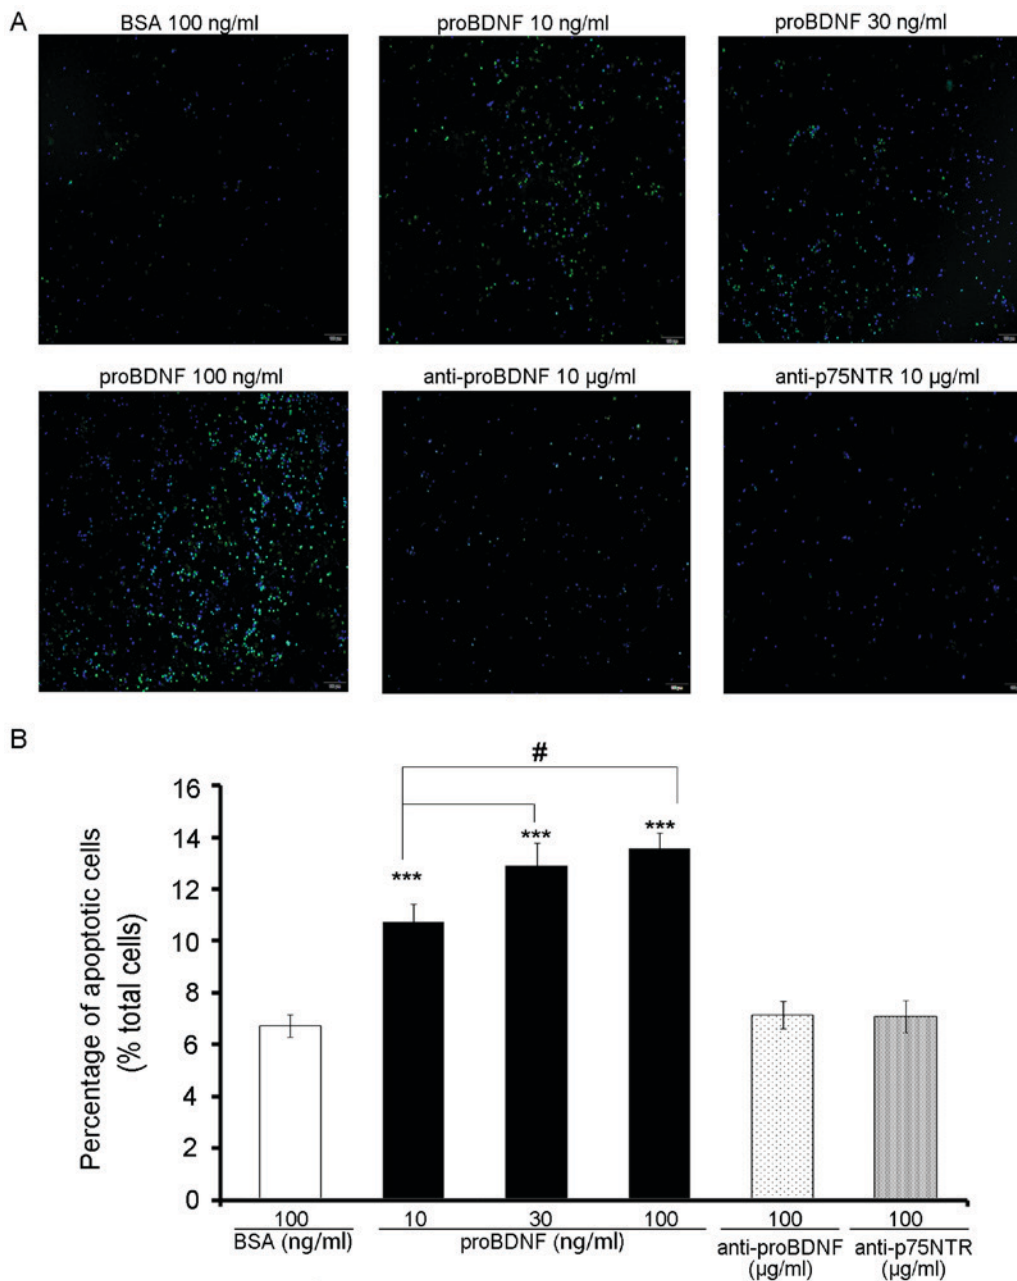 A
BSA 100 ng/ml
proBDNF 10 ng/ml
proBDNF 30 ng/ml
proBDNF 100 ng/ml
anti-proBDNF 10 µg/ml
anti-p75NTR 10 µg/ml
B
#
Percentage of apoptotic cells
(% total cells)
16
14
12
10
8
6
4
2
0
***
***
***
100
10
30
100
100
100
BSA (ng/ml)
proBDNF (ng/ml)
anti-proBDNF
(µg/ml)
anti-p75NTR
(µg/ml)